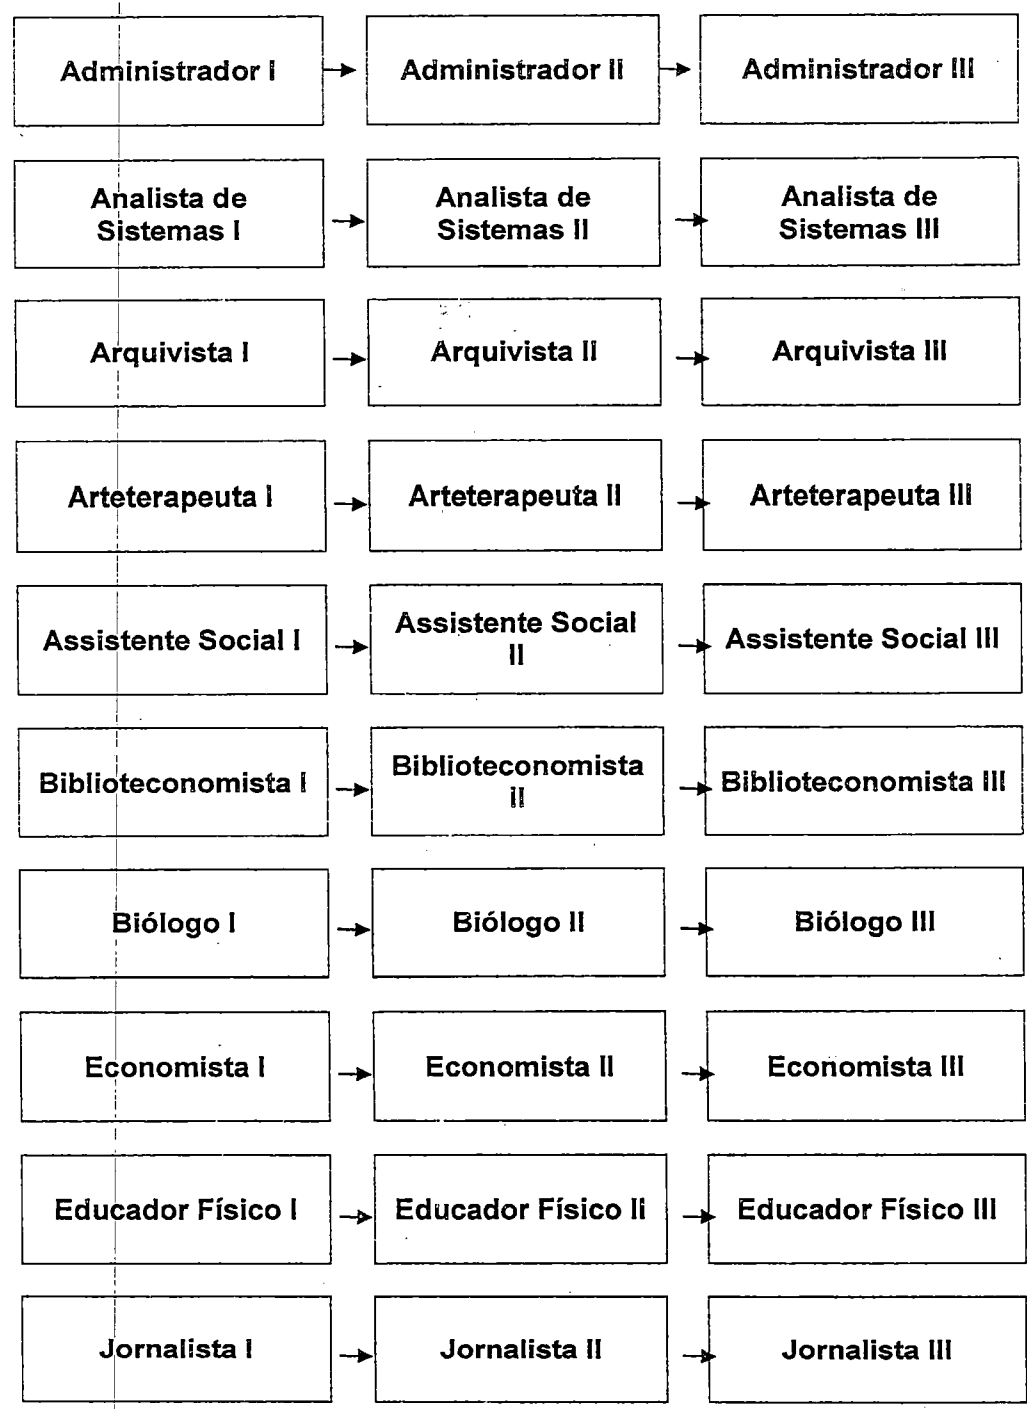 Administrador I
Administrador II
Administrador III
Analista de
Sistemas I
Analista de
Sistemas II
Analista de
Sistemas III
Arquivista I
Arquivista II
Arquivista III
Arteterapeuta I
Arteterapeuta II
Arteterapeuta III
Assistente Social I
Assistente Social
II
Assistente Social III
Biblioteconomista I
Biblioteconomista
II
Biblioteconomista III
Biólogo I
Biólogo II
Biólogo III
Economista I
Economista II
Economista III
Educador Físico I
Educador Físico II
Educador Físico III
Jornalista I
Jornalista II
Jornalista III